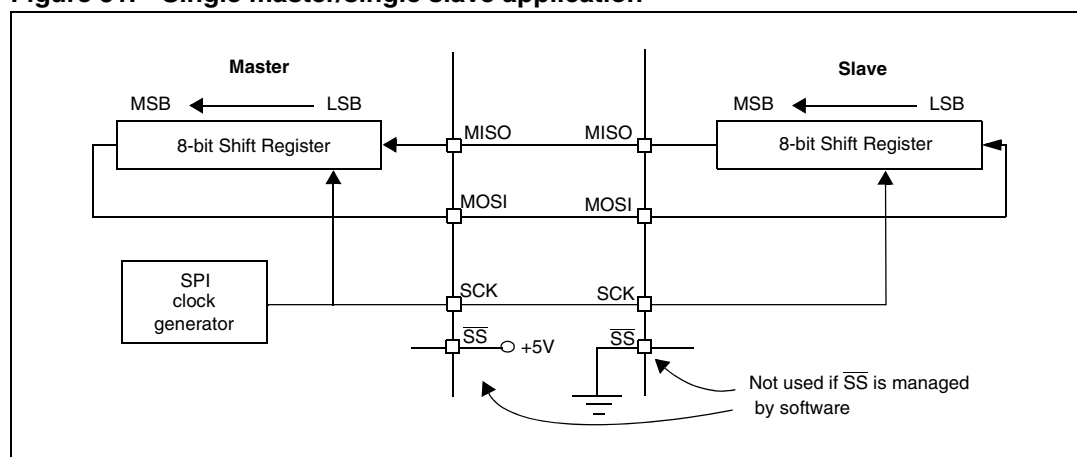 Single master/single slave application
Master
Slave
MSB
LSB
MSB
LSB
8-bit Shift Register
MISO
MISO
8-bit Shift Register
MOSI
MOSI
SPI
clock
generator
SCK
SCK
SS
+5V
SS
Not used if SS is managed
by software